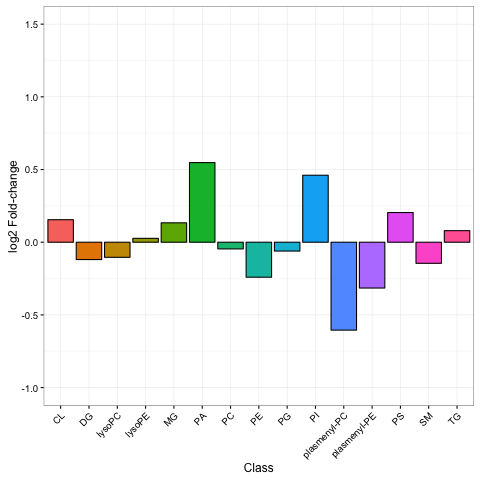 log2 Fold-change
1.5
1.0
0.5
0.0
-0.5
-1.0
CL
DG
lysoPC
lysoPE
MG
PA
PC
PE
PG
PI
plasmenyl-PC
plasmenyl-PE
PS
SM
TG
Class